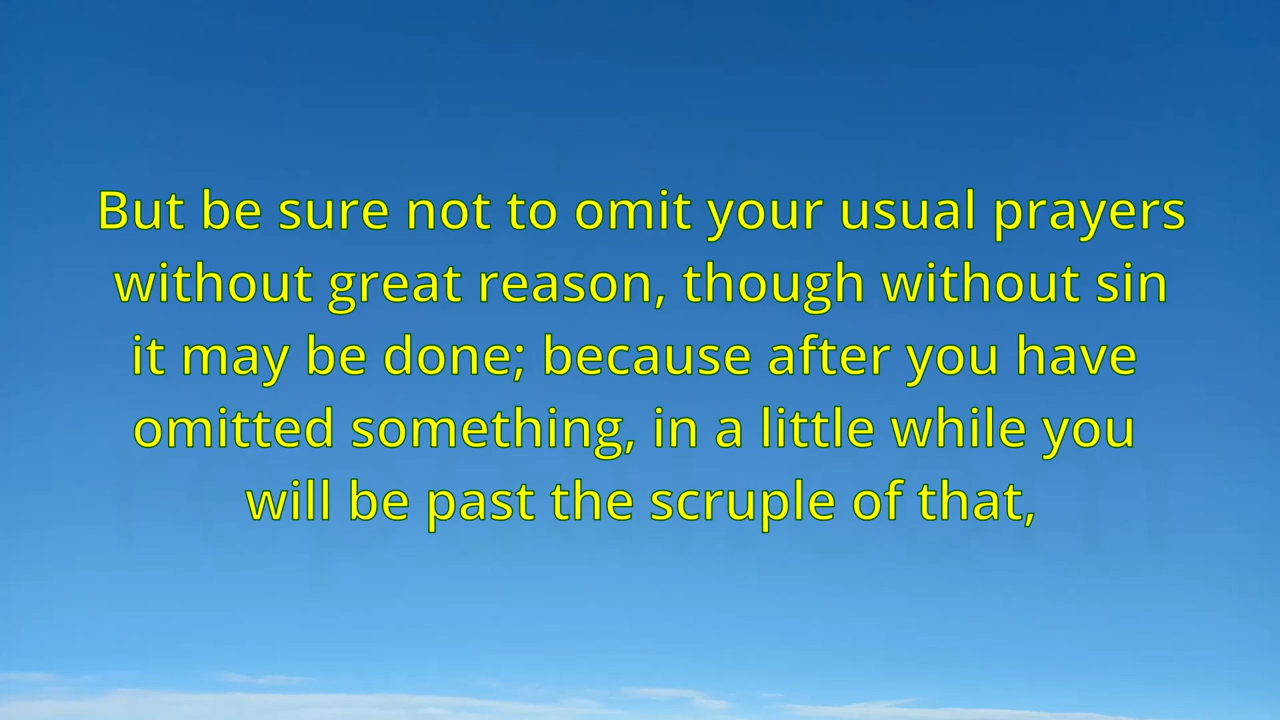 But be sure not to omit your usual prayers
without great reason, though without sin
it may be done; because after you have
omitted something, in a little while you
will be past the scruple of that,